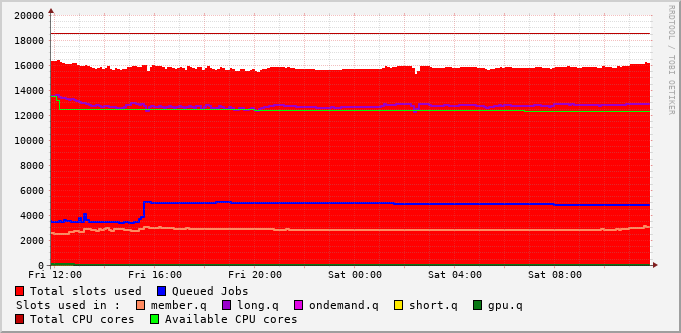 20000
18000
16000
14000
12000
10000
8000
6000
4000
2000
0
Fri 12:00 Fri 16:00 Fri 20:00 Sat 00:00 Sat 04:00 Sat 08:00
Total slots used Queued Jobs
Slots used in : member.q long.q ondemand.q short.q gpu.q
Total CPU cores Available CPU cores
RRDTOOL / TOBI OETIKER